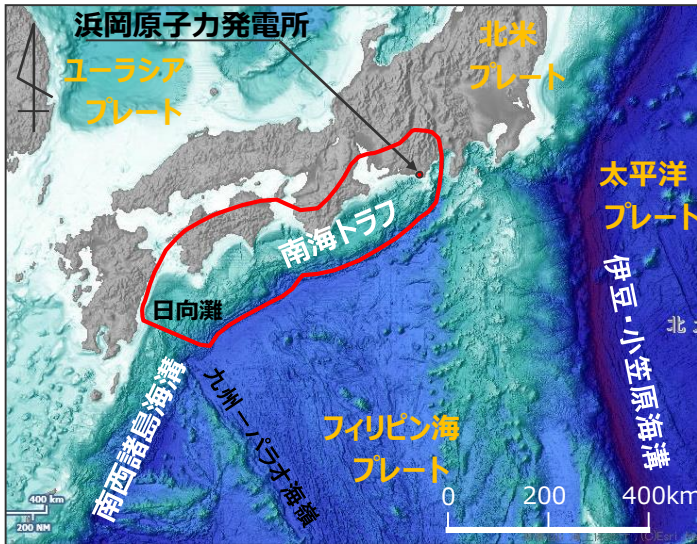 浜岡原子力発電所
ユーラシア
プレート
北米
プレート
太平洋
プレート
南海トラフ
日向灘
伊豆・小笠原海溝
南西諸島海溝
九州－パラオ海嶺
フィリピン海
プレート
北
400 km
200 NM
0 200 400km